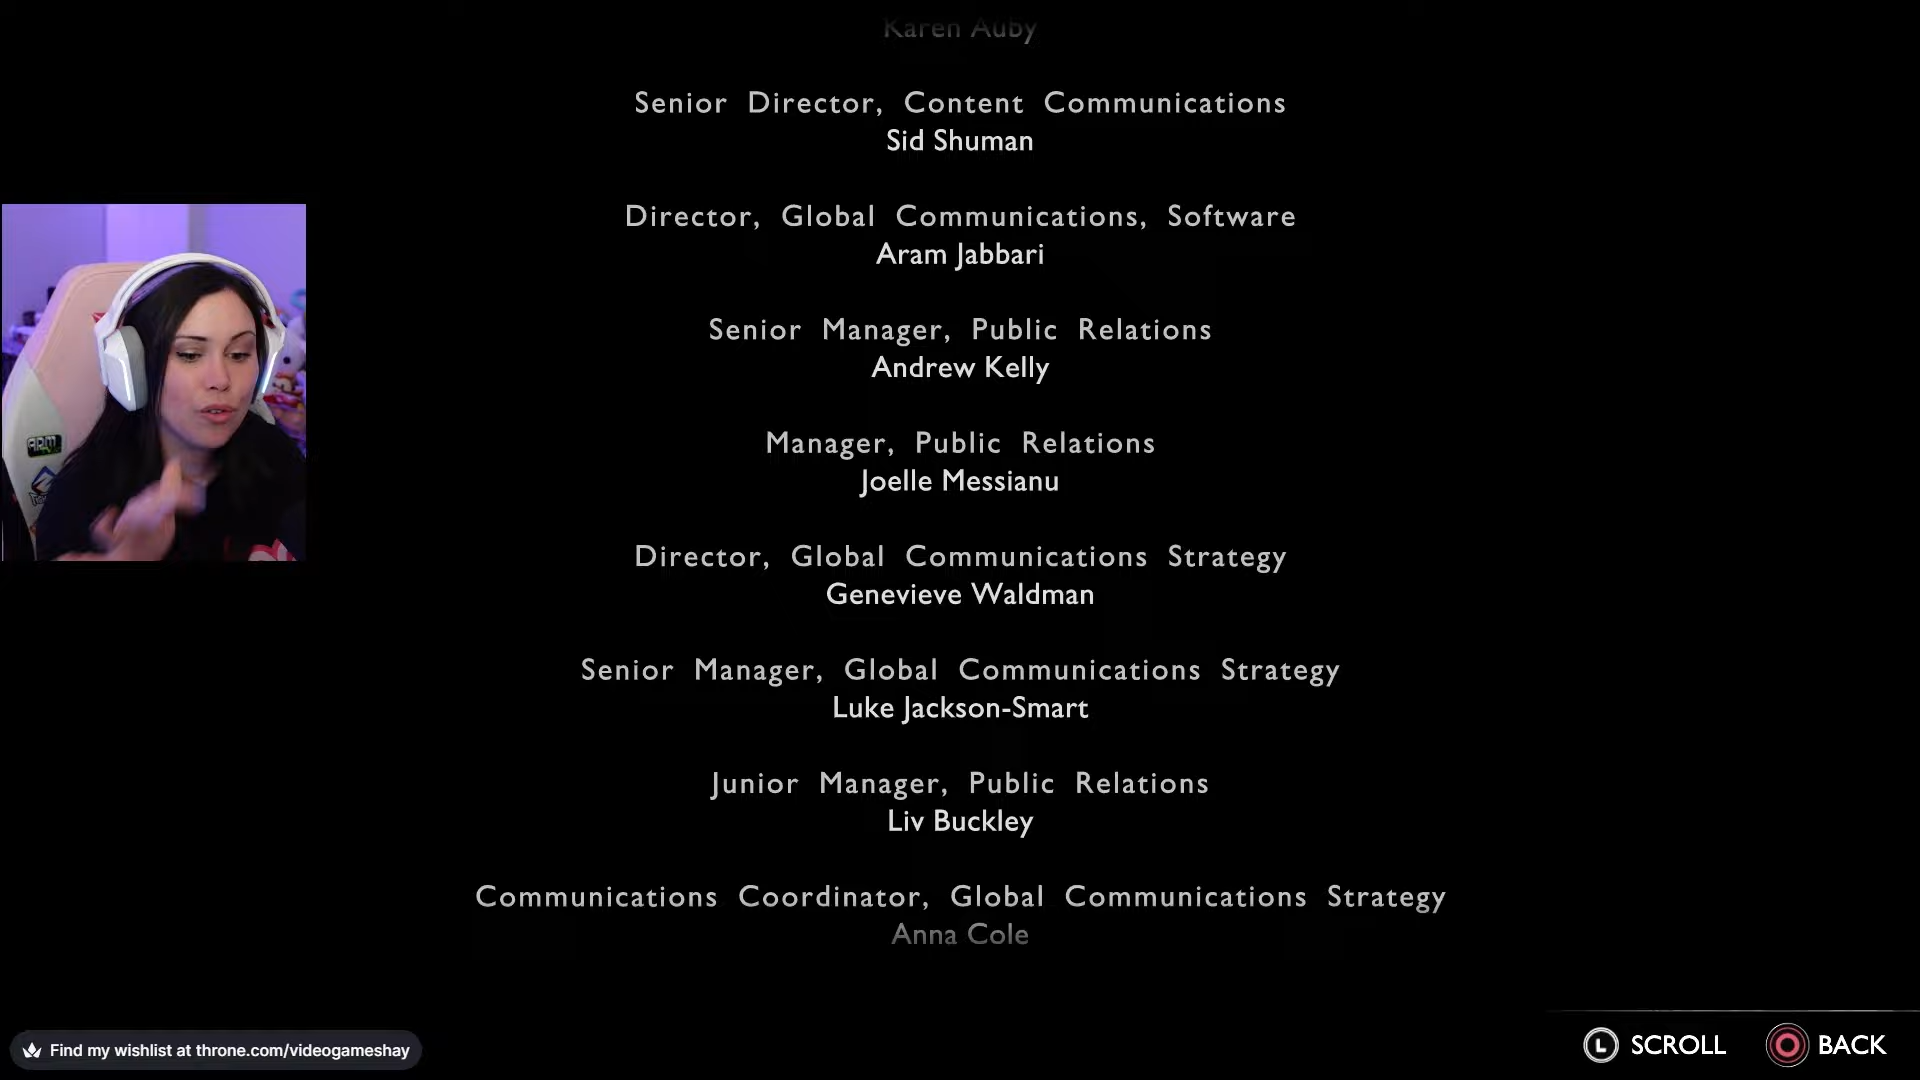 Karen Auby
Senior Director, Content Communications
Sid Shuman
Director, Global Communications, Software
Aram Jabbari
Senior Manager, Public Relations
Andrew Kelly
Manager, Public Relations
Joelle Messianu
Director, Global Communications Strategy
Genevieve Waldman
Senior Manager, Global Communications Strategy
Luke Jackson-Smart
Junior Manager, Public Relations
Liv Buckley
Communications Coordinator, Global Communications Strategy
Anna Cole
Find my wishlist at throne.com/videogameshay
L SCROLL
BACK